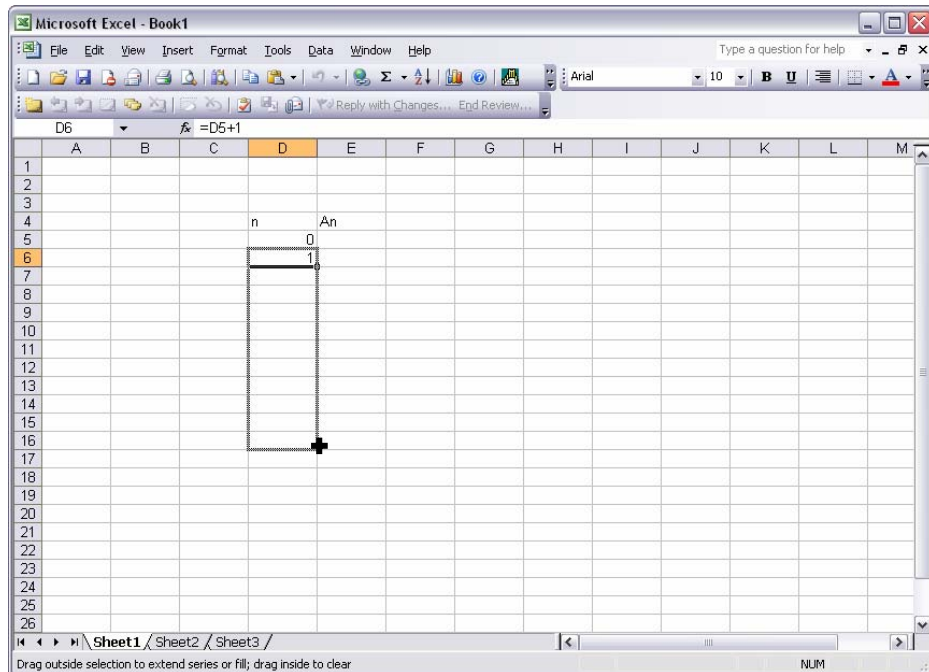 Microsoft Excel - Book1
File Edit View Insert Format Tools Data Window Help Type a question for help
Σ Arial 10 B U A
Reply with Changes... End Review...
D6 fx =D5+1
A B C D E F G H I J K L M
1
2
3
4 n An
5 0
6 1
7
8
9
10
11
12
13
14
15
16
17
18
19
20
21
22
23
24
25
26
Sheet1 / Sheet2 / Sheet3 /
Drag outside selection to extend series or fill; drag inside to clear NUM